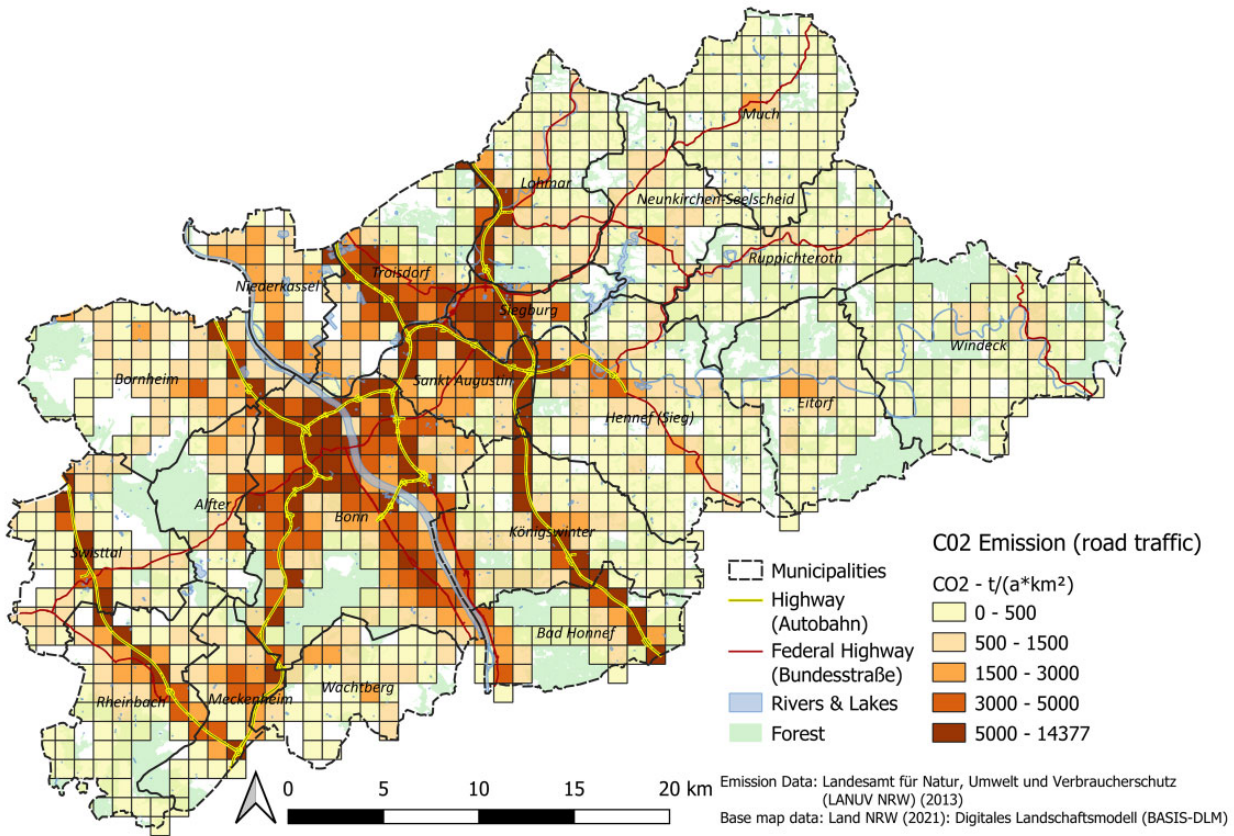 Much
Lohmar
Neunkirchen-Seelscheid
Ruppichteroth
Troisdorf
Niederkassel
Siegburg
Windeck
Bornheim
Sankt Augustin
Eitorf
Hennef (Sieg)
Alfter
Bonn
Königswinter
Swisttal
Bad Honnef
Wachtberg
Rheinbach
Meckenheim
C02 Emission (road traffic)
Municipalities
Highway
(Autobahn)
Federal Highway
(Bundesstraße)
Rivers & Lakes
Forest
CO2 - t/(a*km²)
0 - 500
500 - 1500
1500 - 3000
3000 - 5000
5000 - 14377
0 5 10 15 20 km
Emission Data: Landesamt für Natur, Umwelt und Verbraucherschutz
(LANUV NRW) (2013)
Base map data: Land NRW (2021): Digitales Landschaftsmodell (BASIS-DLM)